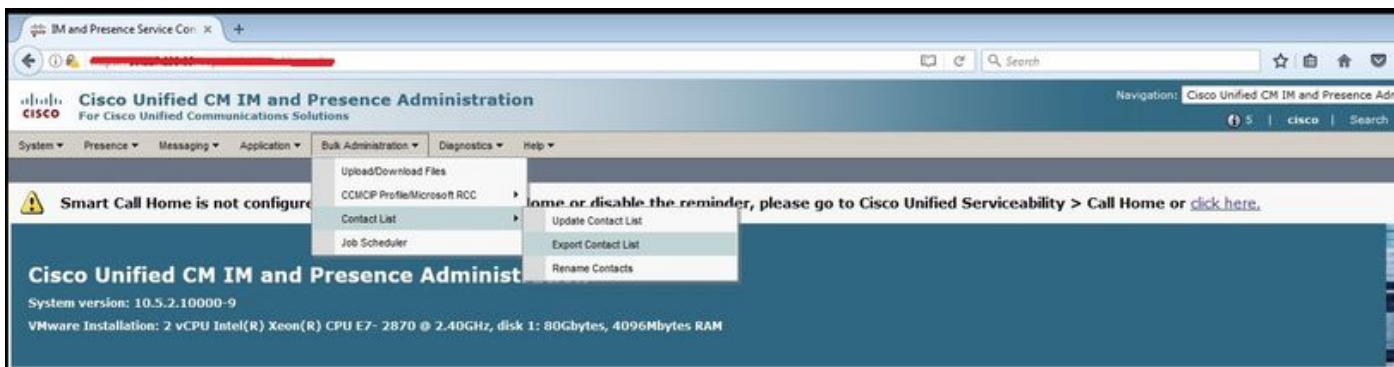 IM and Presence Service Con × +
Search
cisco Cisco Unified CM IM and Presence Administration
For Cisco Unified Communications Solutions
Navigation: Cisco Unified CM IM and Presence Adm
5 | cisco | Search
System Presence Messaging Application Bulk Administration Diagnostics Help
Upload/Download Files
CCMCIP Profile/Microsoft RCC
Contact List
Job Scheduler
Update Contact List
Export Contact List
Rename Contacts
Smart Call Home is not configure ome or disable the reminder, please go to Cisco Unified Serviceability > Call Home or click here.
Cisco Unified CM IM and Presence Administ
System version: 10.5.2.10000-9
VMware Installation: 2 vCPU Intel(R) Xeon(R) CPU E7- 2870 @ 2.40GHz, disk 1: 80Gbytes, 4096Mbytes RAM